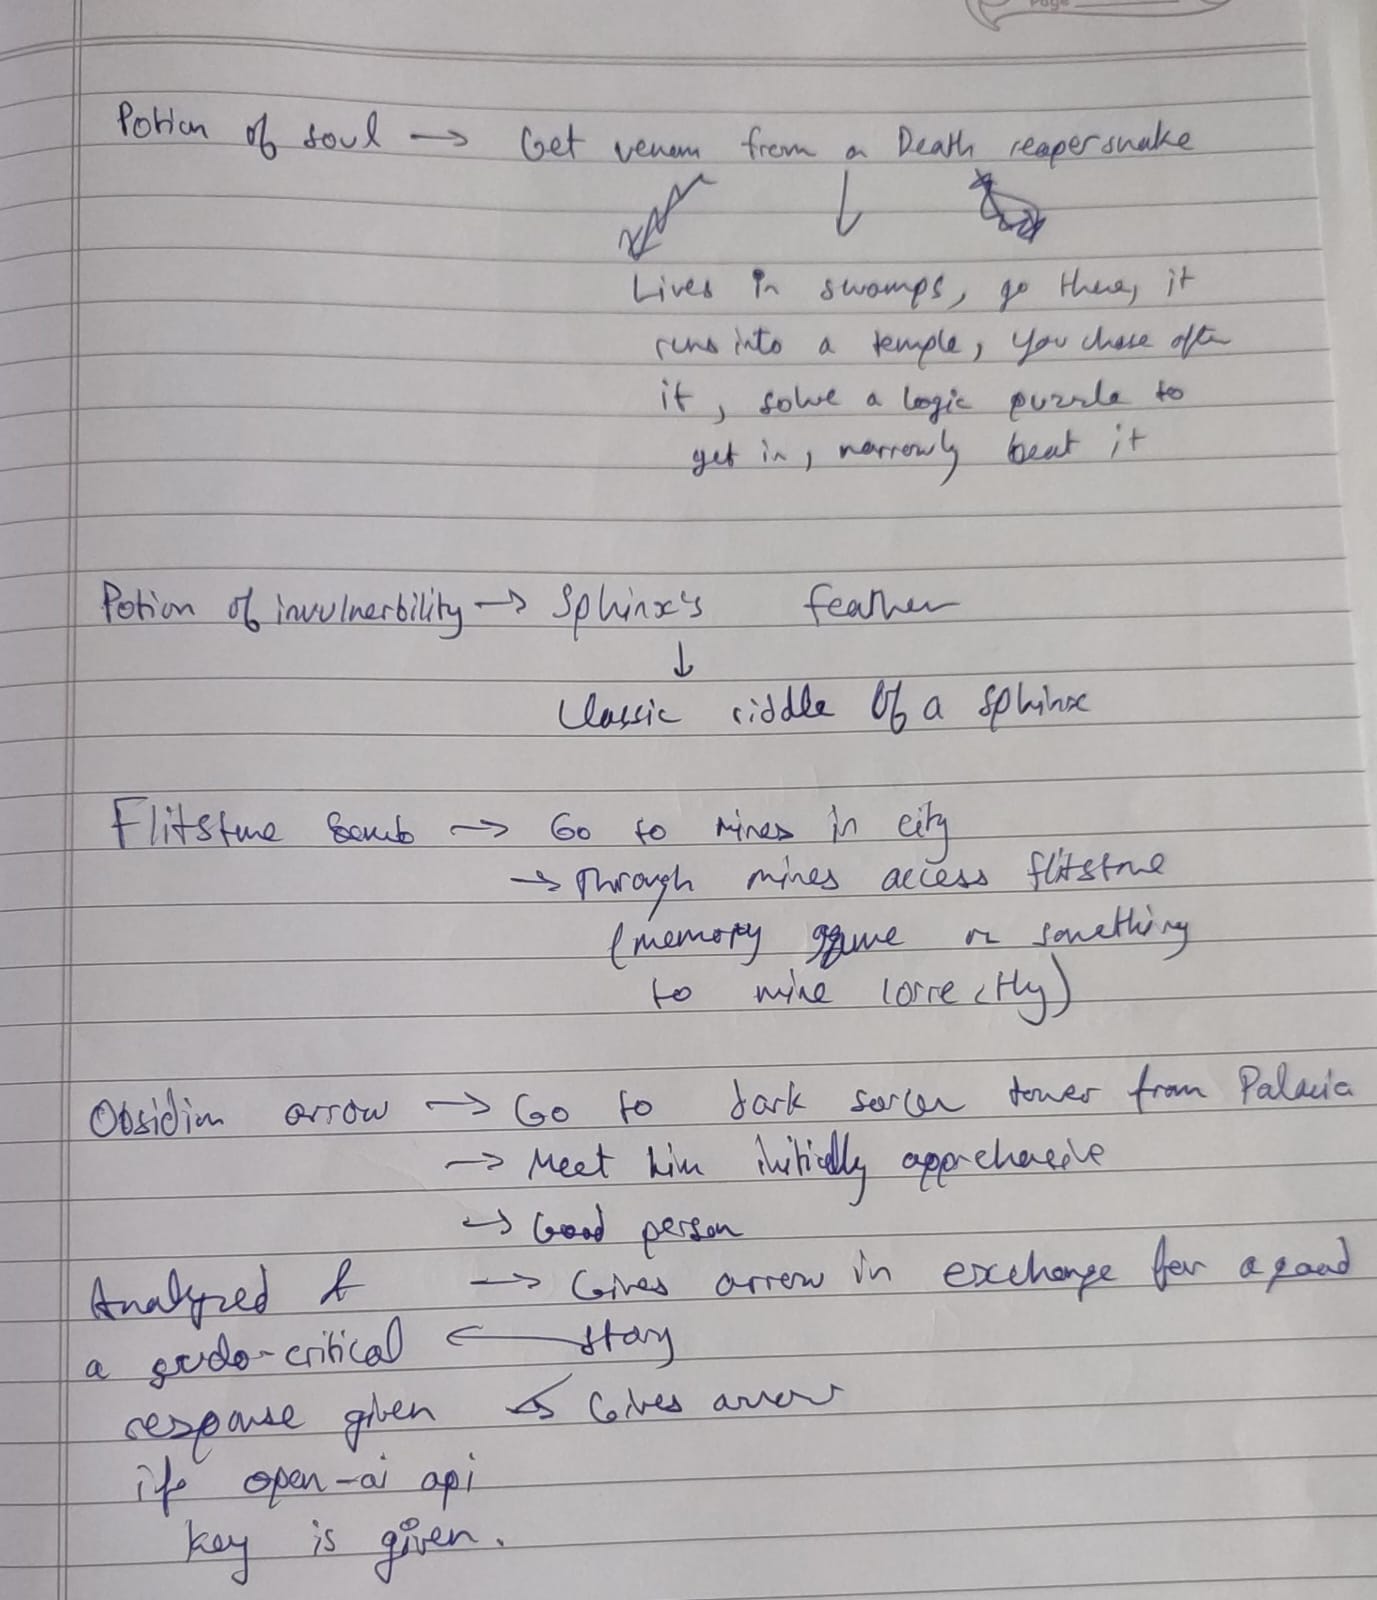 Page
Potion of soul → Get venom from a Death reaper snake
↓
Lives in swamps, go there, it
runs into a temple, you chase after
it, solve a logic puzzle to
get in, narrowly beat it
Potion of invulnerbility → Sphinx's feather
↓
Classic riddle of a sphinx
Flitstone bomb → Go to mines in city
→ Through mines access flitstone
(memory game or something
to mine correctly)
Obsidian arrow → Go to dark sorcer tower from Palacia
→ Meet him initially apprehensive
→ Good person
Analyzed & → Gives arrow in exchange for a good
a sudo-critical ← story
response given Gives arrow
if open-ai api
key is given.